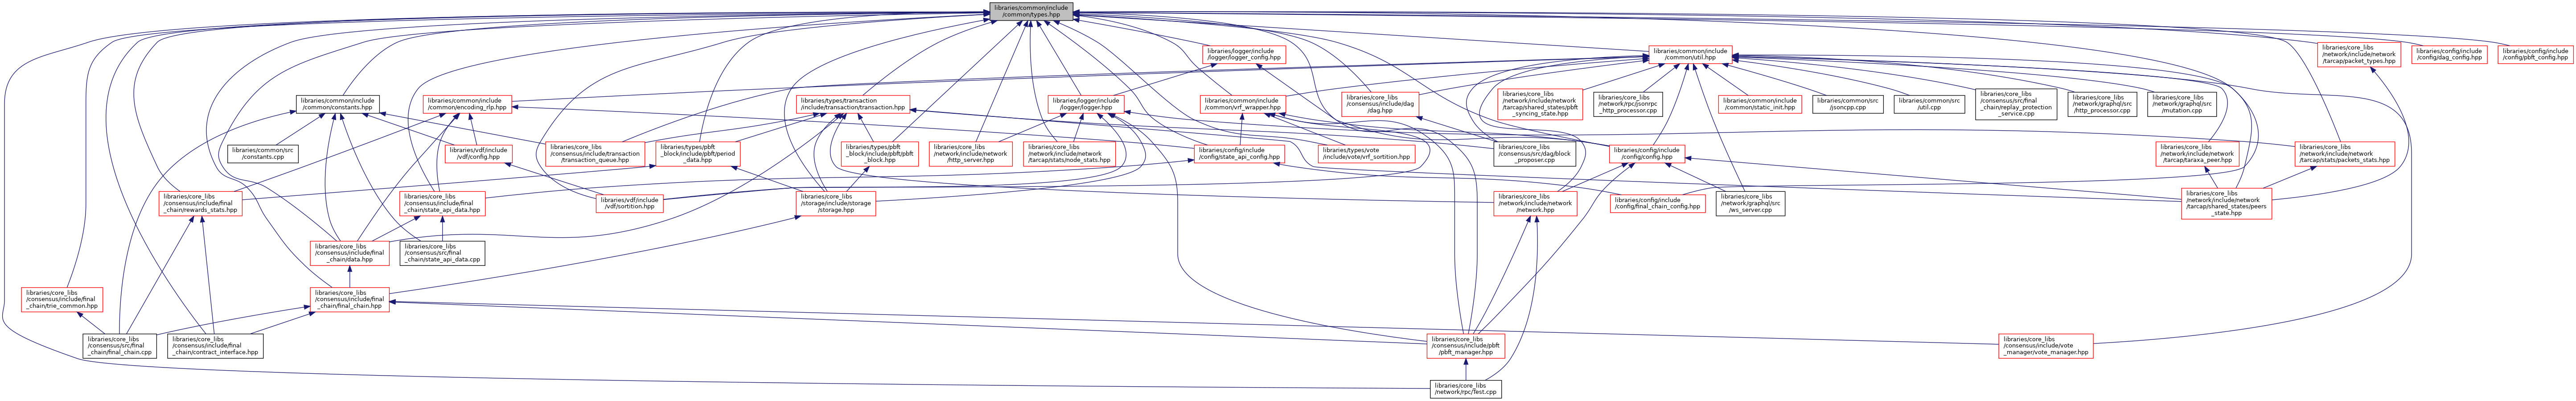 libraries/common/include
/common/types.hpp
libraries/logger/include
/logger/logger_config.hpp
libraries/common/include
/common/util.hpp
libraries/core_libs
/network/include/network
/tarcap/packet_types.hpp
libraries/config/include
/config/dag_config.hpp
libraries/config/include
/config/pbft_config.hpp
libraries/common/include
/common/constants.hpp
libraries/common/include
/common/encoding_rlp.hpp
libraries/types/transaction
/include/transaction/transaction.hpp
libraries/logger/include
/logger/logger.hpp
libraries/common/include
/common/vrf_wrapper.hpp
libraries/core_libs
/consensus/include/dag
/dag.hpp
libraries/core_libs
/network/include/network
/tarcap/shared_states/pbft
_syncing_state.hpp
libraries/core_libs
/network/rpc/jsonrpc
_http_processor.cpp
libraries/common/include
/common/static_init.hpp
libraries/common/src
/jsoncpp.cpp
libraries/common/src
/util.cpp
libraries/core_libs
/consensus/src/final
_chain/replay_protection
_service.cpp
libraries/core_libs
/network/graphql/src
/http_processor.cpp
libraries/core_libs
/network/graphql/src
/mutation.cpp
libraries/common/src
/constants.cpp
libraries/vdf/include
/vdf/config.hpp
libraries/core_libs
/consensus/include/transaction
/transaction_queue.hpp
libraries/types/pbft
_block/include/pbft/period
_data.hpp
libraries/types/pbft
_block/include/pbft/pbft
_block.hpp
libraries/core_libs
/network/include/network
/http_server.hpp
libraries/core_libs
/network/include/network
/tarcap/stats/node_stats.hpp
libraries/config/include
/config/state_api_config.hpp
libraries/types/vote
/include/vote/vrf_sortition.hpp
libraries/core_libs
/consensus/src/dag/block
_proposer.cpp
libraries/config/include
/config/config.hpp
libraries/core_libs
/network/include/network
/tarcap/taraxa_peer.hpp
libraries/core_libs
/network/include/network
/tarcap/stats/packets_stats.hpp
libraries/core_libs
/consensus/include/final
_chain/rewards_stats.hpp
libraries/core_libs
/consensus/include/final
_chain/state_api_data.hpp
libraries/vdf/include
/vdf/sortition.hpp
libraries/core_libs
/storage/include/storage
/storage.hpp
libraries/core_libs
/network/include/network
/network.hpp
libraries/config/include
/config/final_chain_config.hpp
libraries/core_libs
/network/graphql/src
/ws_server.cpp
libraries/core_libs
/network/include/network
/tarcap/shared_states/peers
_state.hpp
libraries/core_libs
/consensus/include/final
_chain/data.hpp
libraries/core_libs
/consensus/src/final
_chain/state_api_data.cpp
libraries/core_libs
/consensus/include/final
_chain/trie_common.hpp
libraries/core_libs
/consensus/include/final
_chain/final_chain.hpp
libraries/core_libs
/consensus/src/final
_chain/final_chain.cpp
libraries/core_libs
/consensus/include/final
_chain/contract_interface.hpp
libraries/core_libs
/consensus/include/pbft
/pbft_manager.hpp
libraries/core_libs
/consensus/include/vote
_manager/vote_manager.hpp
libraries/core_libs
/network/rpc/Test.cpp